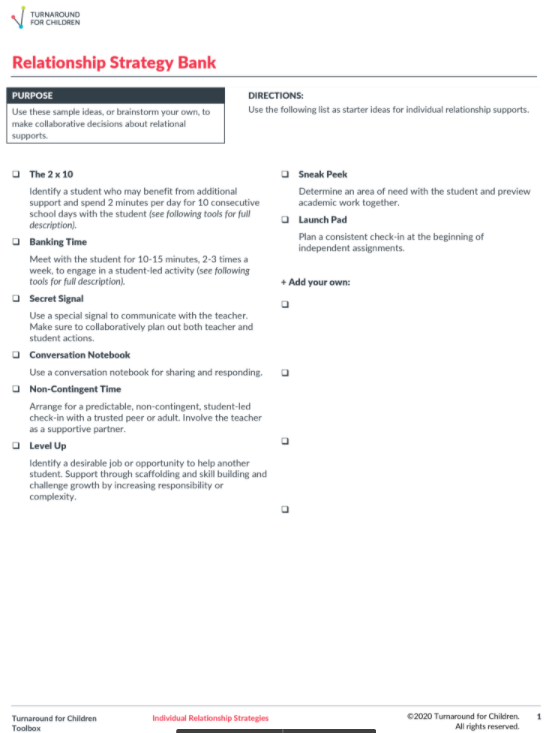 TURNAROUND
FOR CHILDREN
Relationship Strategy Bank
PURPOSE
Use these sample ideas, or brainstorm your own, to
make collaborative decisions about relational
supports.
DIRECTIONS:
Use the following list as starter ideas for individual relationship supports.
The 2 x 10
Identify a student who may benefit from additional
support and spend 2 minutes per day for 10 consecutive
school days with the student (see following tools for full
description).
Banking Time
Meet with the student for 10-15 minutes, 2-3 times a
week, to engage in a student-led activity (see following
tools for full description).
Secret Signal
Use a special signal to communicate with the teacher.
Make sure to collaboratively plan out both teacher and
student actions.
Conversation Notebook
Use a conversation notebook for sharing and responding.
Non-Contingent Time
Arrange for a predictable, non-contingent, student-led
check-in with a trusted peer or adult. Involve the teacher
as a supportive partner.
Level Up
Identify a desirable job or opportunity to help another
student. Support through scaffolding and skill building and
challenge growth by increasing responsibility or
complexity.
Sneak Peek
Determine an area of need with the student and preview
academic work together.
Launch Pad
Plan a consistent check-in at the beginning of
independent assignments.
+ Add your own:
Turnaround for Children
Toolbox
Individual Relationship Strategies
©2020 Turnaround for Children.
All rights reserved.
1